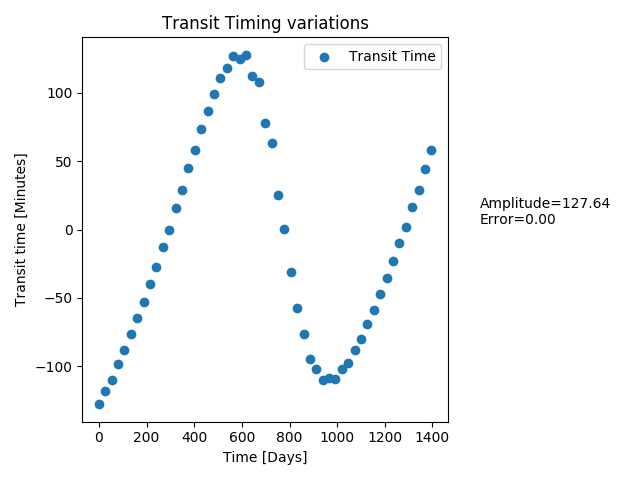 Transit Timing variations
Transit Time
100
50
0
−50
−100
Transit time [Minutes]
0 200 400 600 800 1000 1200 1400
Time [Days]
Amplitude=127.64
Error=0.00